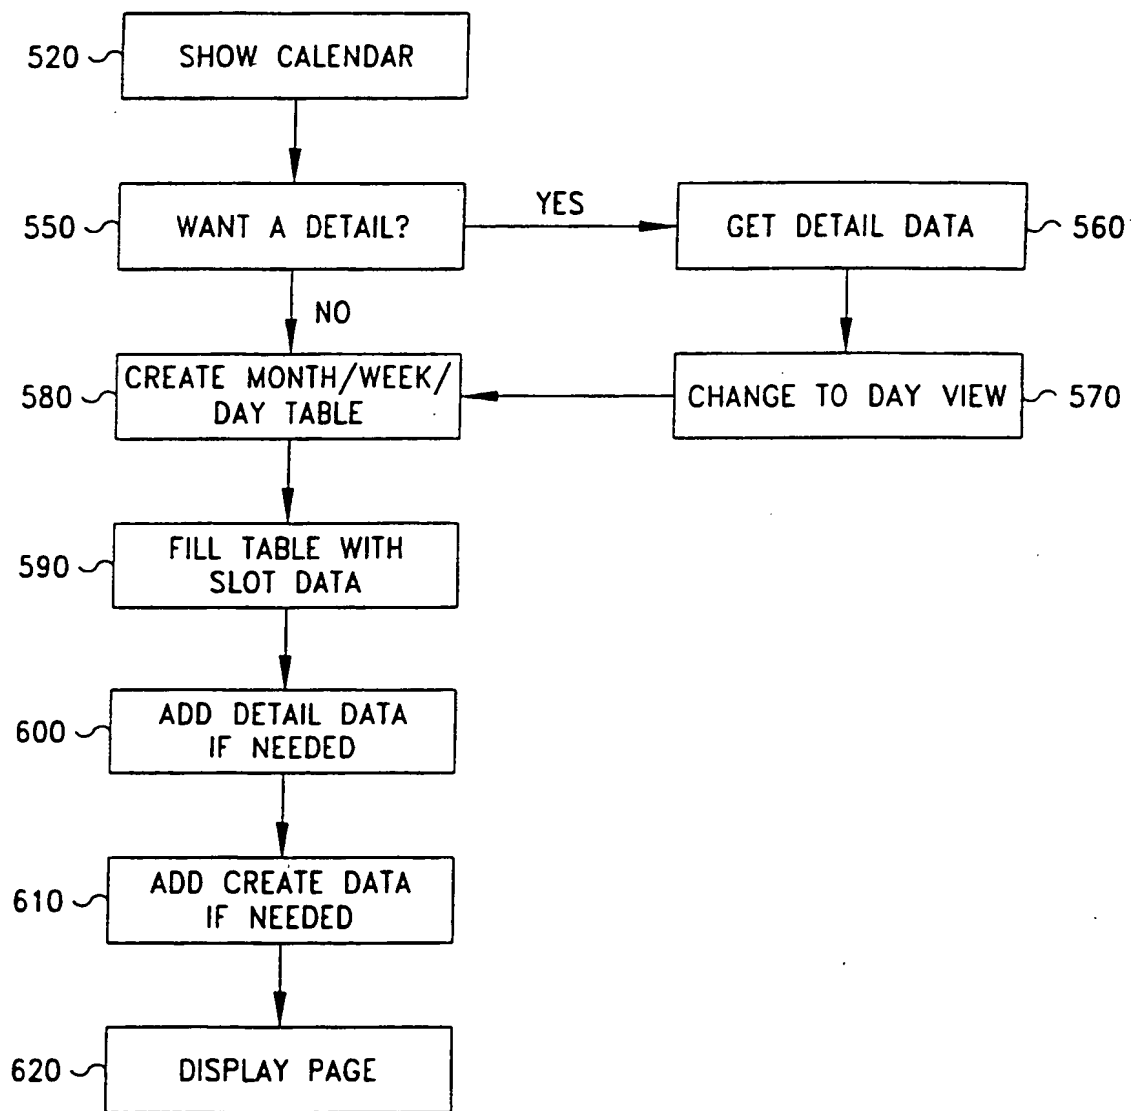 520
SHOW CALENDAR
550
WANT A DETAIL?
YES
GET DETAIL DATA
560
NO
580
CREATE MONTH/WEEK/
DAY TABLE
CHANGE TO DAY VIEW
570
590
FILL TABLE WITH
SLOT DATA
600
ADD DETAIL DATA
IF NEEDED
610
ADD CREATE DATA
IF NEEDED
620
DISPLAY PAGE